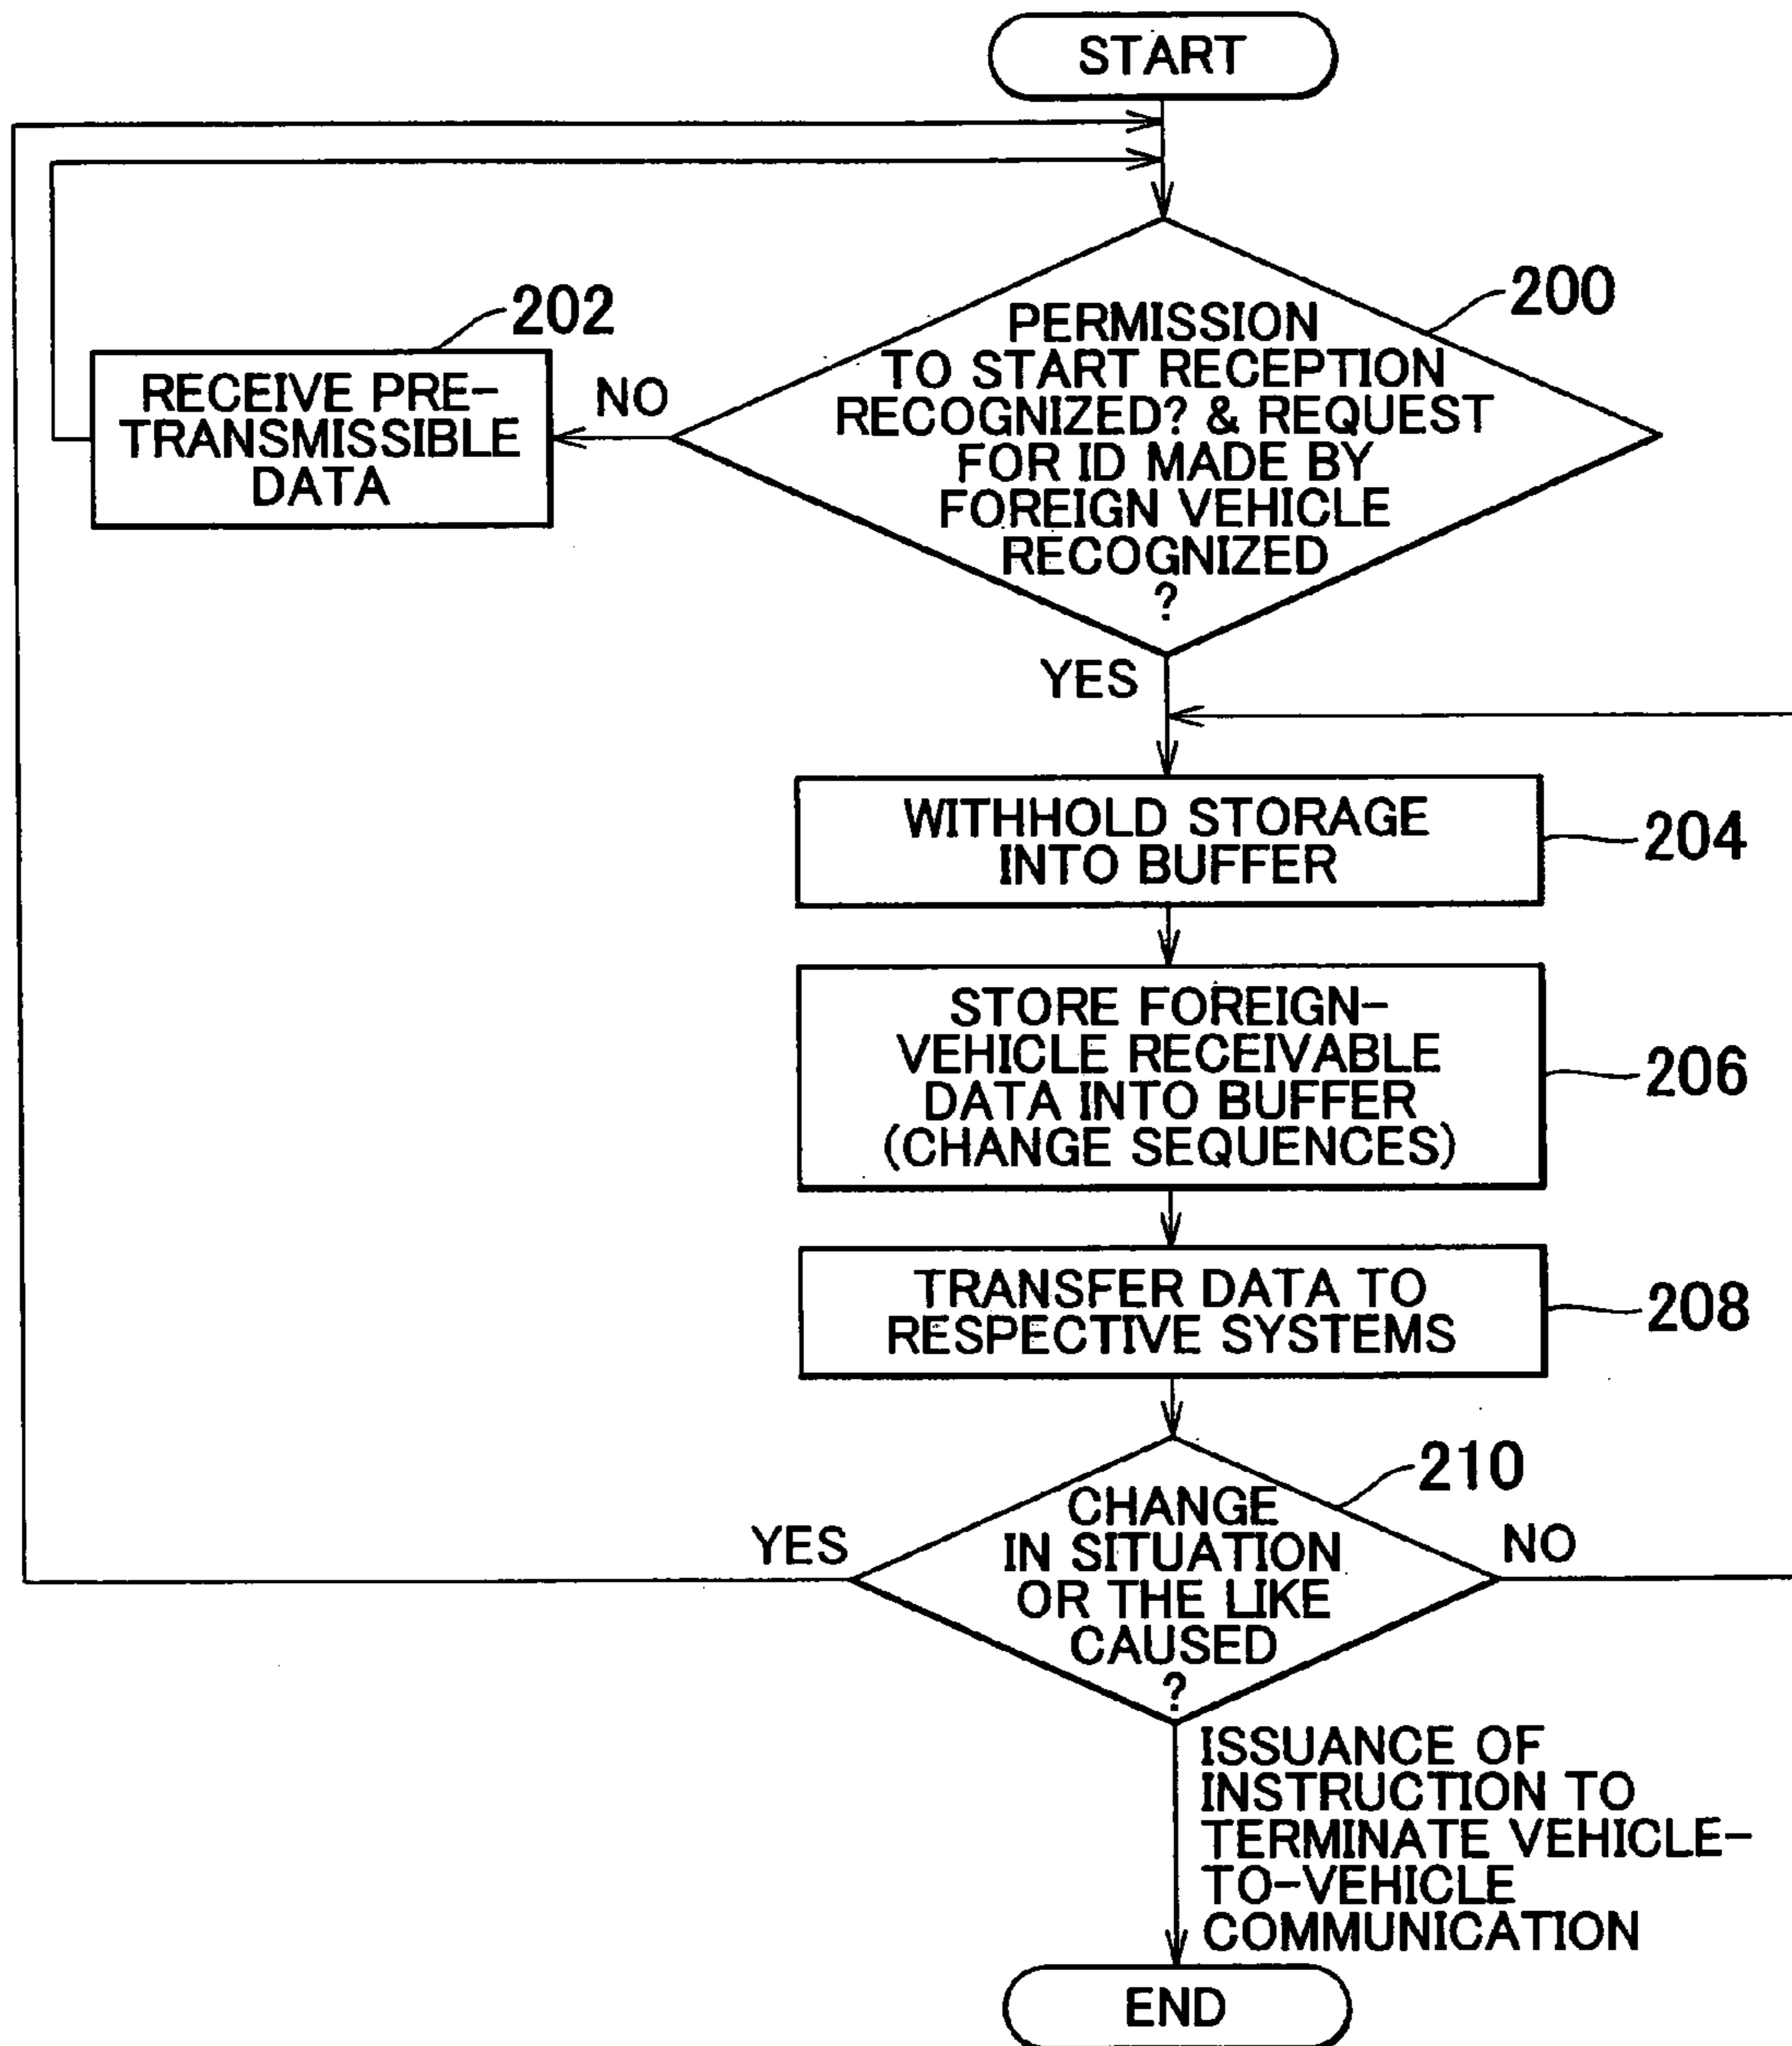 START
200
PERMISSION
TO START RECEPTION
RECOGNIZED? & REQUEST
FOR ID MADE BY
FOREIGN VEHICLE
RECOGNIZED
?
202
RECEIVE PRE-
TRANSMISSIBLE
DATA
NO
YES
WITHHOLD STORAGE
INTO BUFFER
204
STORE FOREIGN-
VEHICLE RECEIVABLE
DATA INTO BUFFER
(CHANGE SEQUENCES)
206
TRANSFER DATA TO
RESPECTIVE SYSTEMS
208
210
CHANGE
IN SITUATION
OR THE LIKE
CAUSED
?
YES
NO
ISSUANCE OF
INSTRUCTION TO
TERMINATE VEHICLE-
TO-VEHICLE
COMMUNICATION
END